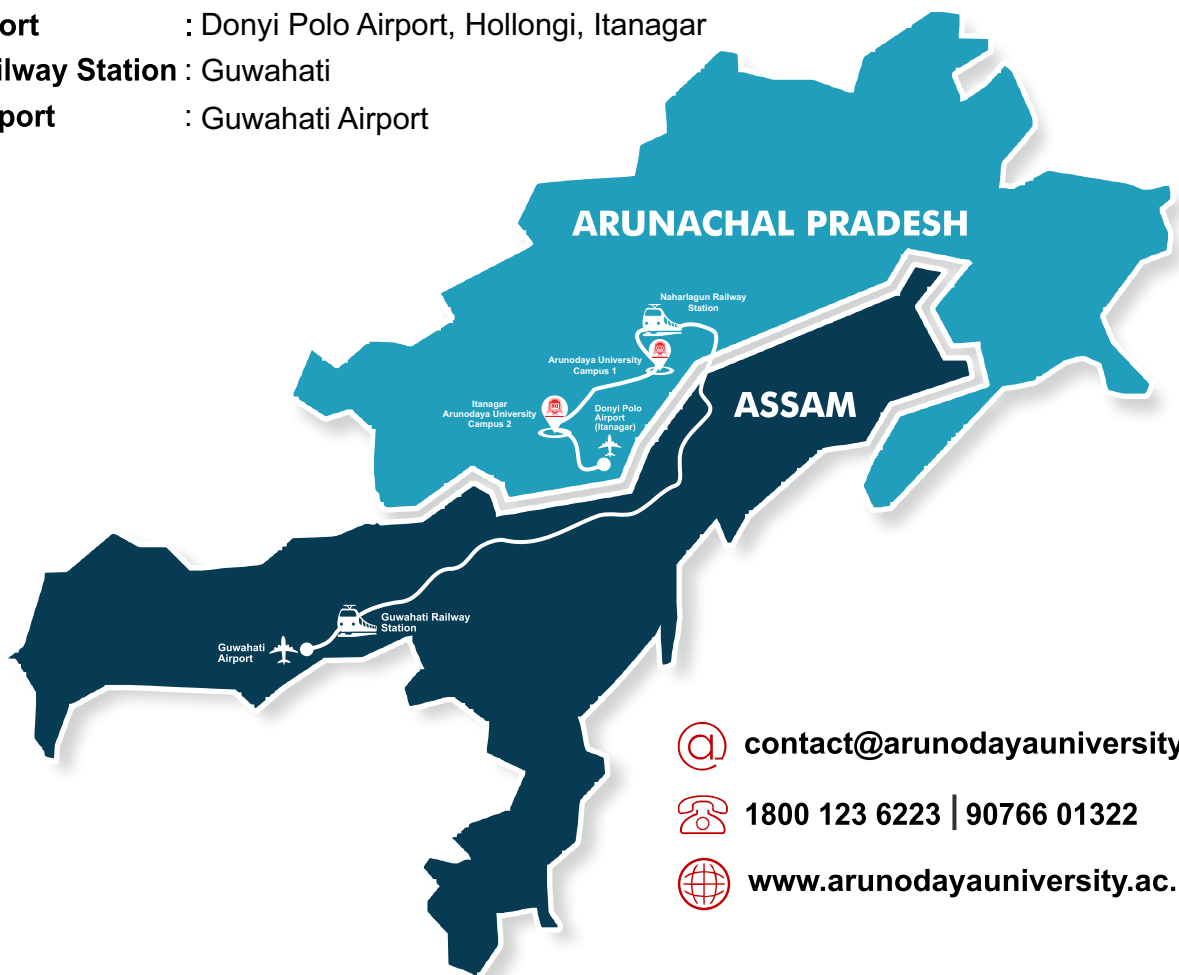 ort : Donyi Polo Airport, Hollongi, Itanagar
ilway Station : Guwahati
port : Guwahati Airport
ARUNACHAL PRADESH
Naharlagun Railway
Station
Arunodaya University
Campus 1
Itanagar
Arunodaya University
Campus 2
Donyi Polo
Airport
(Itanagar)
ASSAM
Guwahati Railway
Station
Guwahati
Airport
contact@arunodayauniversity
1800 123 6223 | 90766 01322
www.arunodayauniversity.ac.